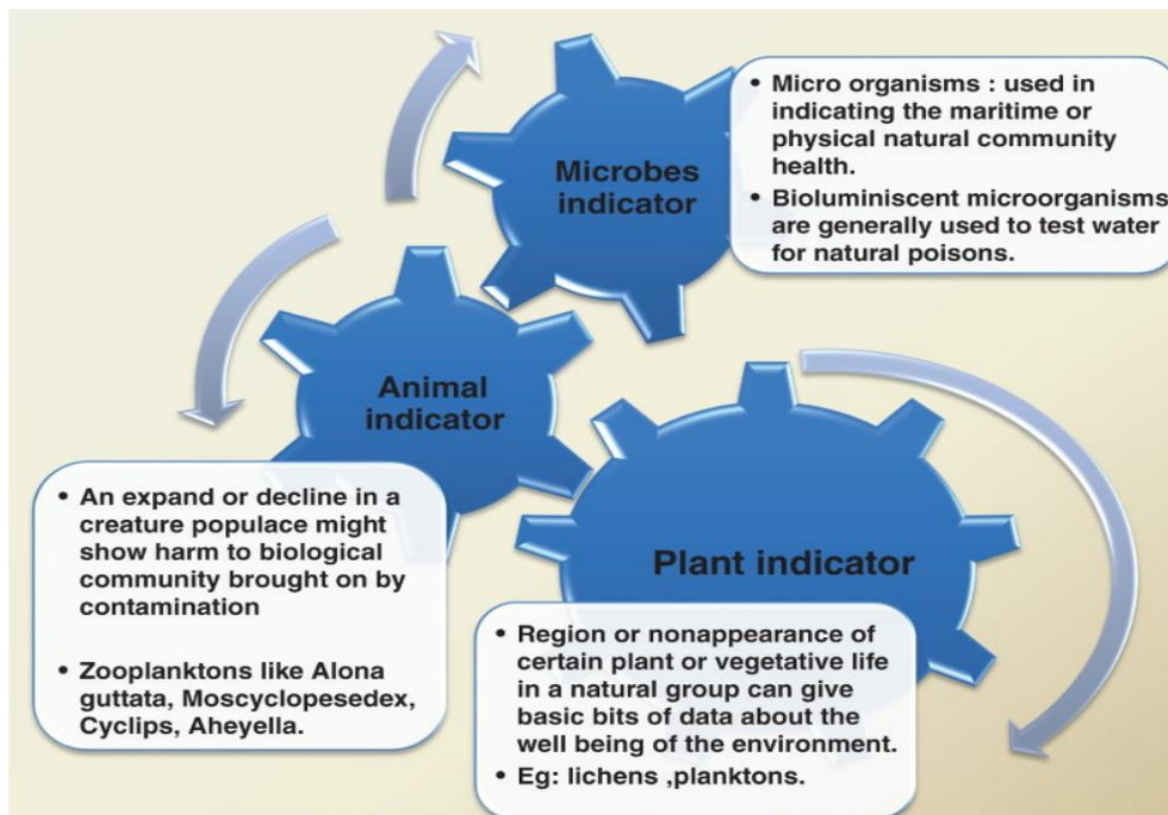 Microbes
indicator
• Micro organisms : used in
indicating the maritime or
physical natural community
health.
• Bioluminiscent microorganisms
are generally used to test water
for natural poisons.
Animal
indicator
• An expand or decline in a
creature populace might
show harm to biological
community brought on by
contamination
• Zooplanktons like Alona
guttata, Moscyclopesedex,
Cyclips, Aheyella.
Plant indicator
• Region or nonappearance of
certain plant or vegetative life
in a natural group can give
basic bits of data about the
well being of the environment.
• Eg: lichens ,planktons.